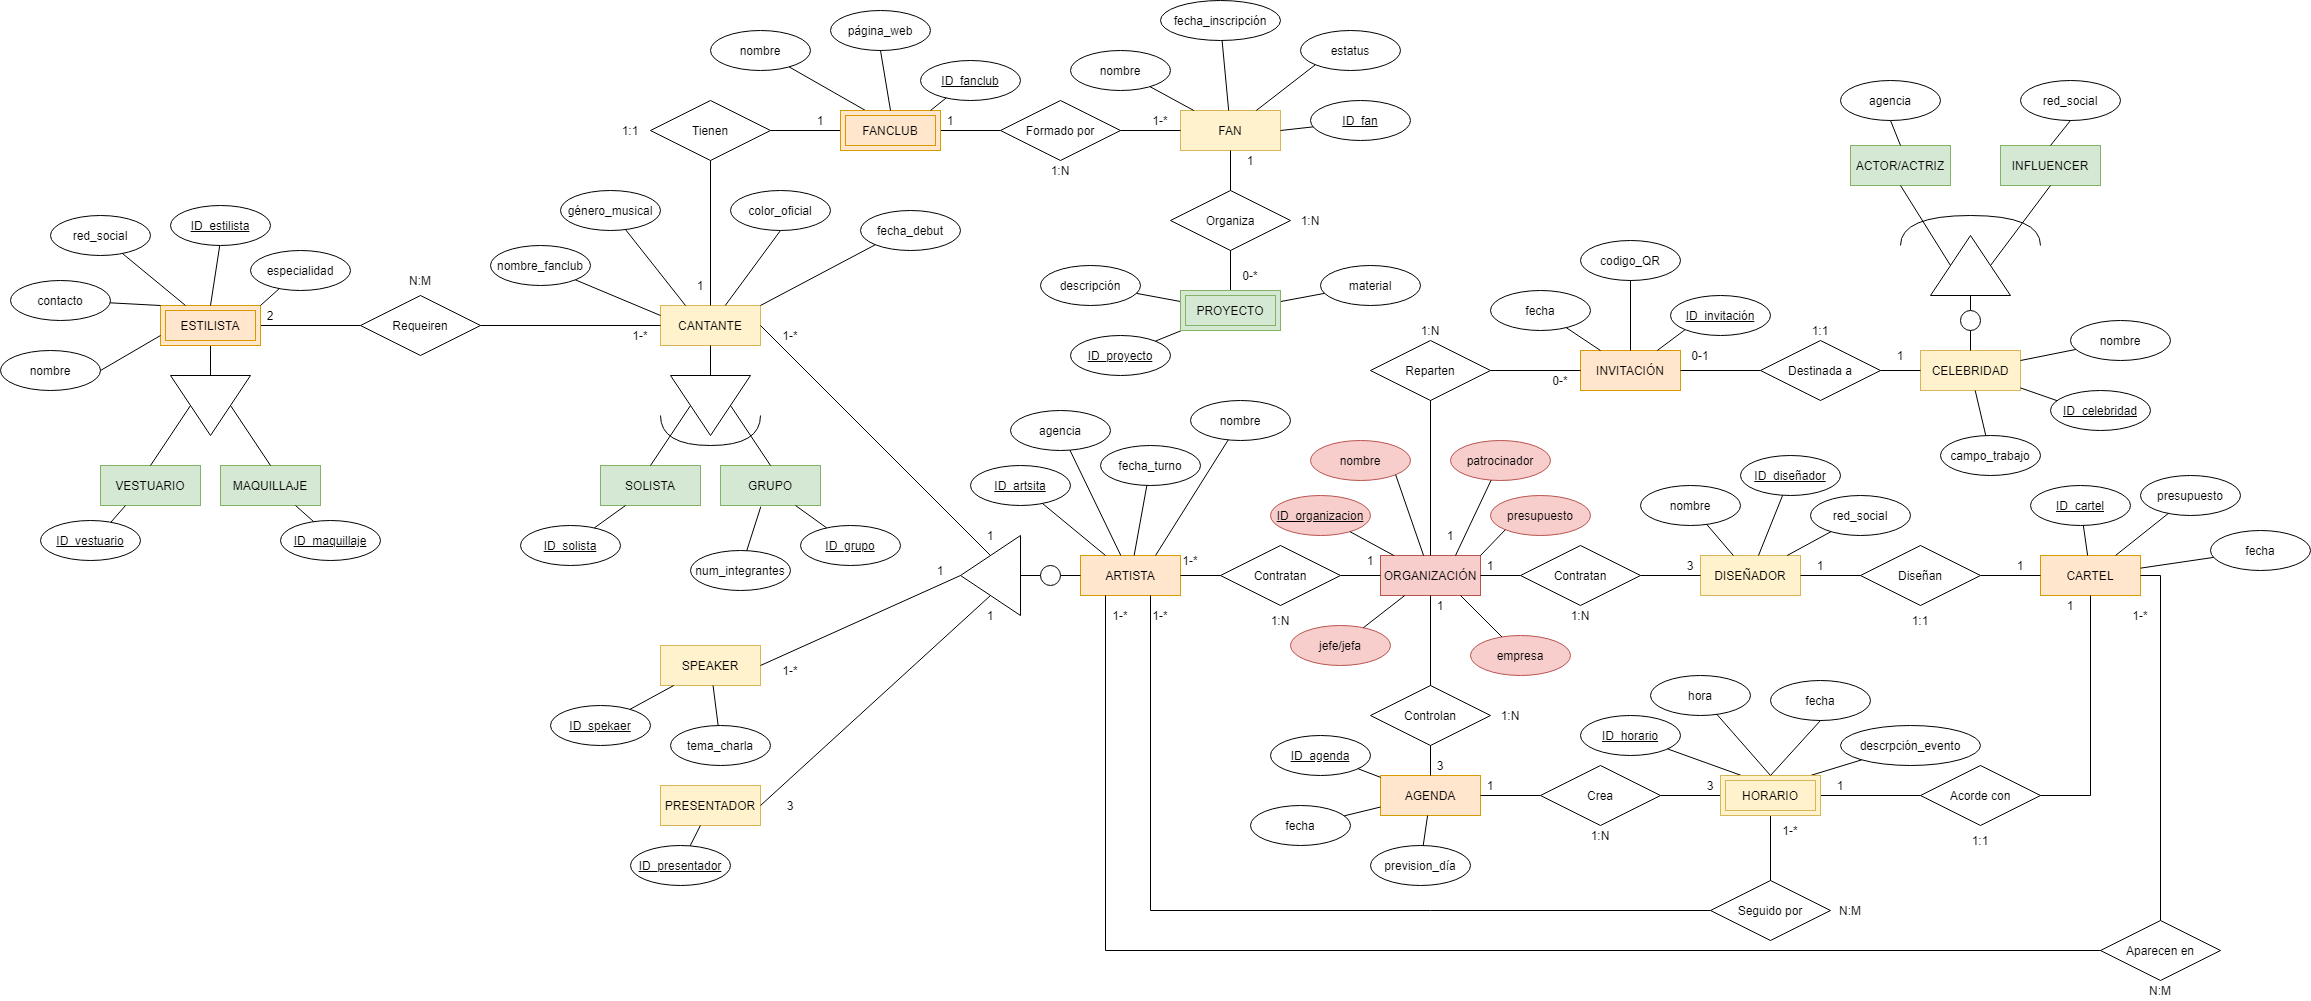 fecha_inscripción
página_web
nombre
estatus
nombre
ID_fanclub
agencia
red_social
ID_fan
1:1
Tienen
1
FANCLUB
1
Formado por
1-*
FAN
1:N
1
ACTOR/ACTRIZ
INFLUENCER
género_musical
color_oficial
Organiza
1:N
red_social
ID_estilista
fecha_debut
especialidad
nombre_fanclub
codigo_QR
N:M
0-*
contacto
1
descripción
material
fecha
ID_invitación
2
ESTILISTA
Requeiren
1-*
CANTANTE
1-*
PROYECTO
1:N
1:1
nombre
ID_proyecto
0-1
1
nombre
Reparten
0-*
INVITACIÓN
Destinada a
CELEBRIDAD
ID_celebridad
agencia
nombre
campo_trabajo
fecha_turno
nombre
patrocinador
ID_diseñador
VESTUARIO
MAQUILLAJE
SOLISTA
GRUPO
ID_artsita
ID_organizacion
presupuesto
nombre
red_social
ID_cartel
presupuesto
ID_vestuario
ID_maquillaje
ID_solista
num_integrantes
ID_grupo
1
1
fecha
1
1-*
1
1
3
1
1
ARTISTA
Contratan
ORGANIZACIÓN
Contratan
DISEÑADOR
Diseñan
CARTEL
1
1-*
1-*
1:N
1
1:N
1:1
1
1-*
jefe/jefa
empresa
SPEAKER
1-*
hora
fecha
ID_spekaer
tema_charla
Controlan
1:N
ID_horario
descrpción_evento
ID_agenda
3
PRESENTADOR
3
1
3
1
AGENDA
Crea
HORARIO
Acorde con
fecha
1:N
1-*
1:1
ID_presentador
prevision_día
Seguido por
N:M
Aparecen en
N:M